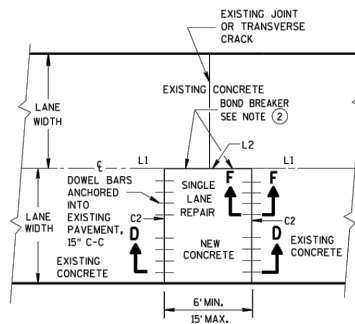 EXISTING JOINT
OR TRANSVERSE
CRACK
EXISTING CONCRETE
BOND BREAKER
SEE NOTE 2
LANE
WIDTH
L2
℄ L1
L1
DOWEL BARS
ANCHORED
INTO
EXISTING
PAVEMENT,
15" C-C
SINGLE
LANE
REPAIR
F F
C2
C2
LANE
WIDTH
D
D
NEW
CONCRETE
EXISTING
CONCRETE
EXISTING
CONCRETE
6' MIN.
15' MAX.